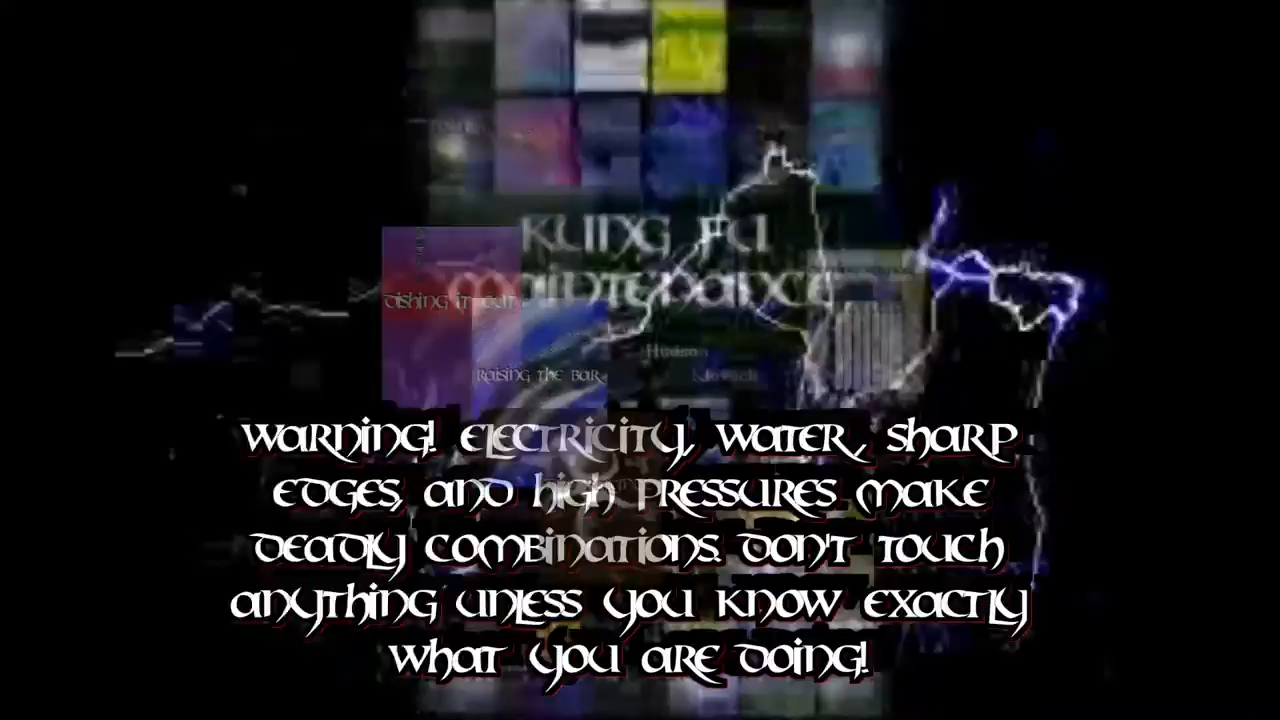 KUNG FU
MAINTENANCE
DISHING IT OUT
Hudson
RAISING THE BAR
WARNING! ELECTRICITY, WATER, SHARP
EDGES, AND HIGH PRESSURES MAKE
DEADLY COMBINATIONS. DON'T TOUCH
ANYTHING UNLESS YOU KNOW EXACTLY
WHAT YOU ARE DOING!